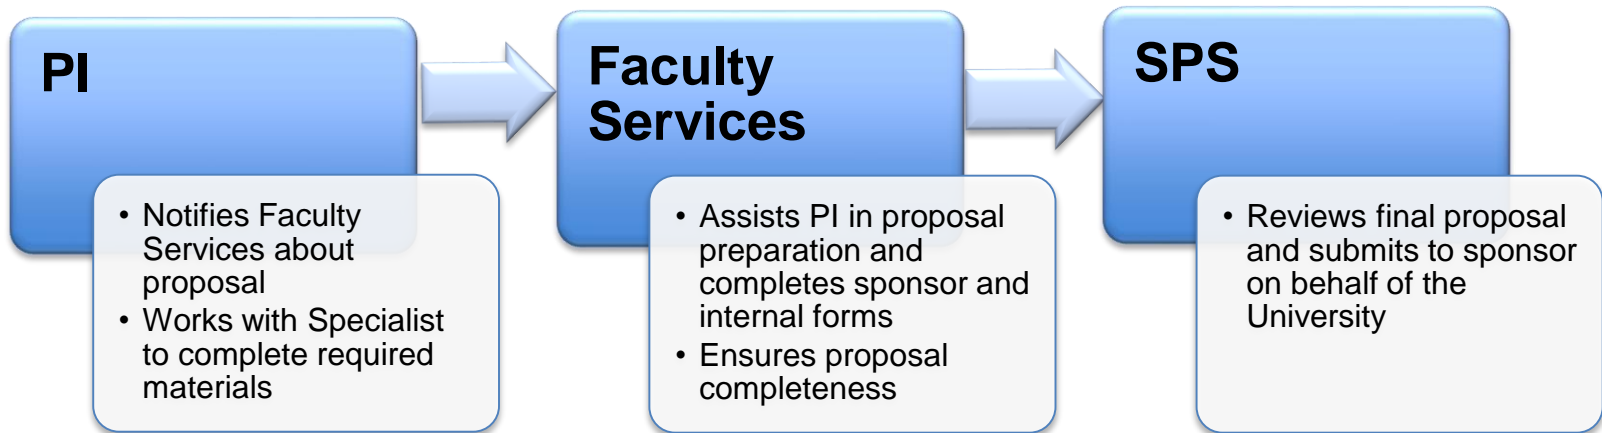 PI
• Notifies Faculty
Services about
proposal
• Works with Specialist
to complete required
materials
Faculty
Services
• Assists PI in proposal
preparation and
completes sponsor and
internal forms
• Ensures proposal
completeness
SPS
• Reviews final proposal
and submits to sponsor
on behalf of the
University